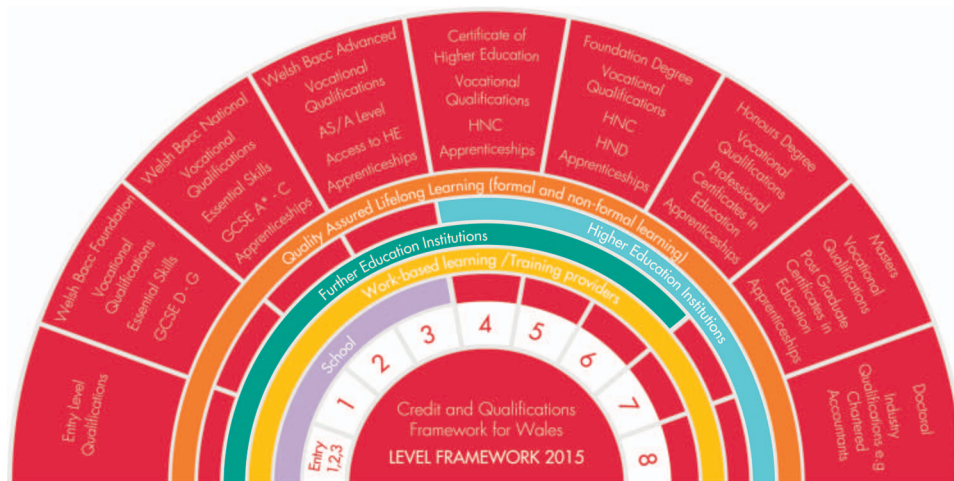 Entry Level
Qualifications
Welsh Bacc Foundation
Vocational
Qualifications
Essential Skills
GCSE D - G
Welsh Bacc National
Vocational
Qualifications
Essential Skills
GCSE A* - C
Apprenticeships
Welsh Bacc Advanced
Vocational
Qualifications
AS/A Level
Access to HE
Apprenticeships
Certificate of
Higher Education
Vocational
Qualifications
HNC
Apprenticeships
Foundation Degree
Vocational
Qualifications
HNC
HND
Apprenticeships
Honours Degree
Vocational
Qualifications
Professional
Certificates in
Education
Apprenticeships
Masters
Vocational
Qualifications
Post Graduate
Certificates in
Education
Apprenticeships
Doctoral
Industry
Qualifications e.g
Chartered
Accountants
Quality Assured Lifelong Learning (formal and non-formal learning)
Higher Education Institutions
Further Education Institutions
Work-based learning /Training providers
School
Entry
1,2,3
1
2
3
4
5
6
7
8
Credit and Qualifications
Framework for Wales
LEVEL FRAMEWORK 2015